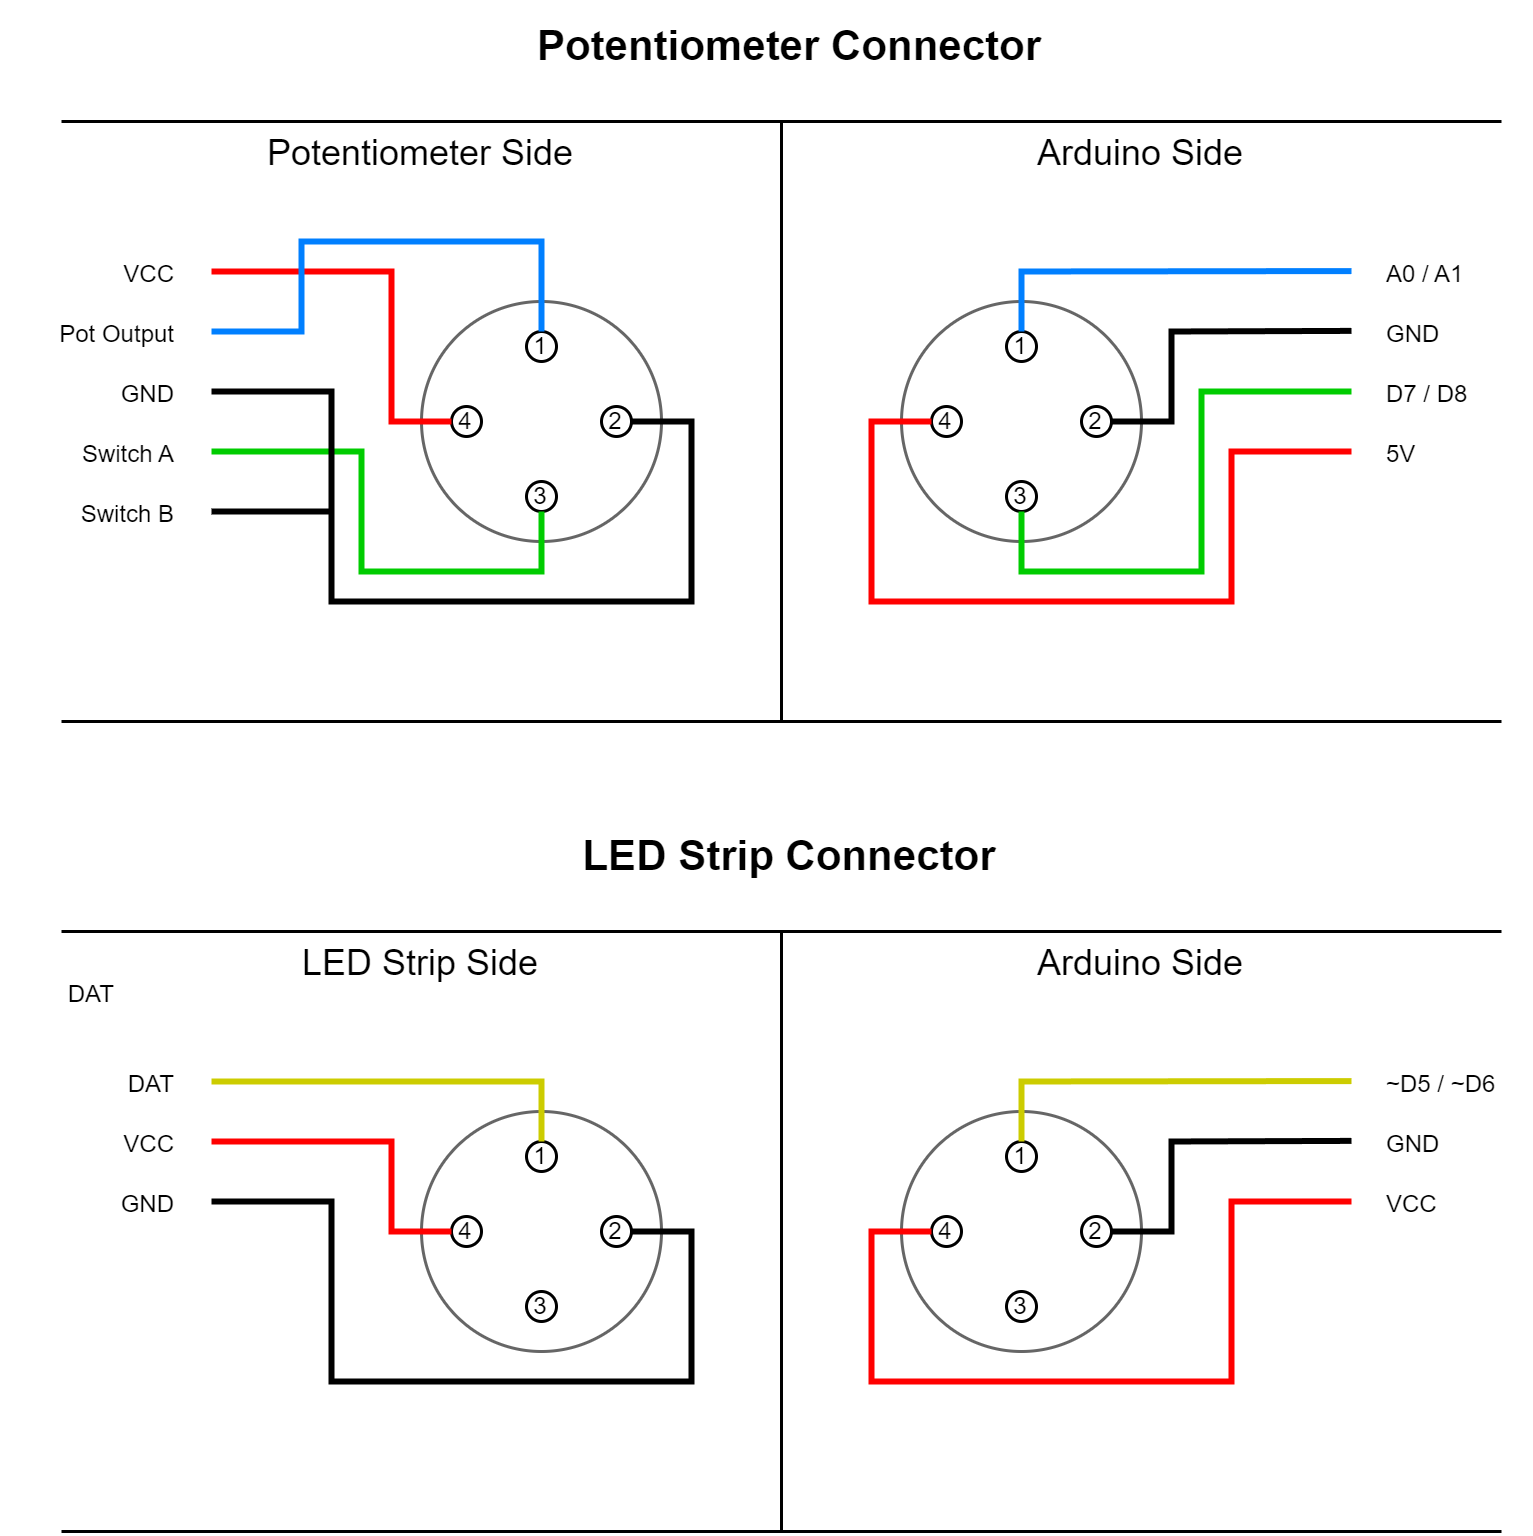 Potentiometer Connector
Potentiometer Side
Arduino Side
VCC
Pot Output
GND
Switch A
Switch B
1
4
2
3
1
4
2
3
A0 / A1
GND
D7 / D8
5V
LED Strip Connector
LED Strip Side
Arduino Side
DAT
DAT
VCC
GND
1
4
2
3
1
4
2
3
~D5 / ~D6
GND
VCC